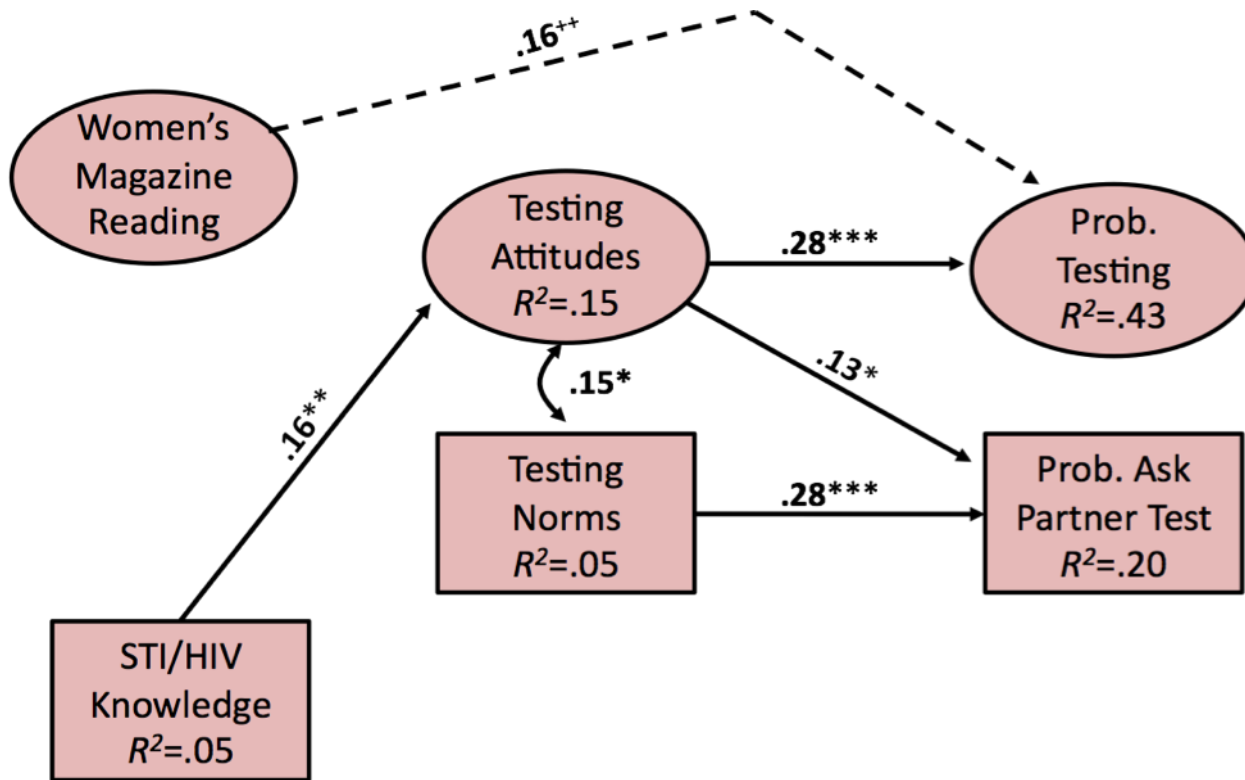 .16⁺⁺
Women’s
Magazine
Reading
Testing
Attitudes
R²=.15
.28***
Prob.
Testing
R²=.43
.16**
.15*
.13*
Testing
Norms
R²=.05
.28***
Prob. Ask
Partner Test
R²=.20
STI/HIV
Knowledge
R²=.05